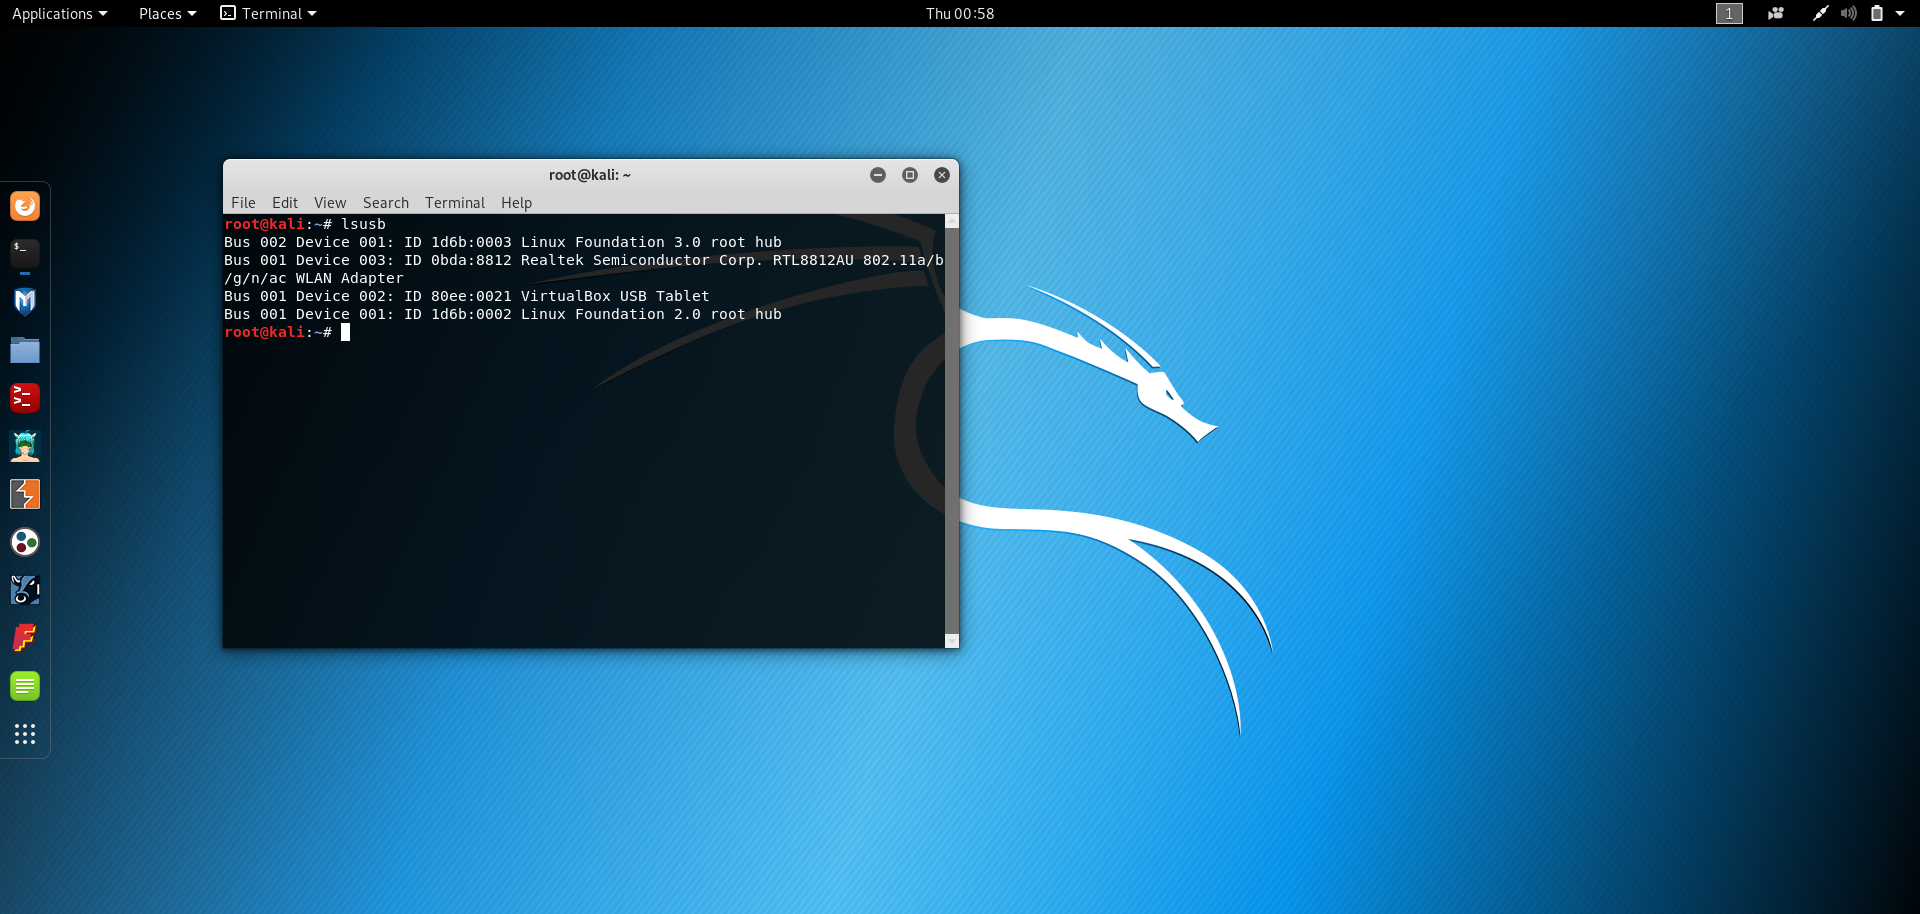 Applications Places Terminal Thu 00:58 1
root@kali: ~
File Edit View Search Terminal Help
root@kali:~# lsusb
Bus 002 Device 001: ID 1d6b:0003 Linux Foundation 3.0 root hub
Bus 001 Device 003: ID 0bda:8812 Realtek Semiconductor Corp. RTL8812AU 802.11a/b
/g/n/ac WLAN Adapter
Bus 001 Device 002: ID 80ee:0021 VirtualBox USB Tablet
Bus 001 Device 001: ID 1d6b:0002 Linux Foundation 2.0 root hub
root@kali:~#